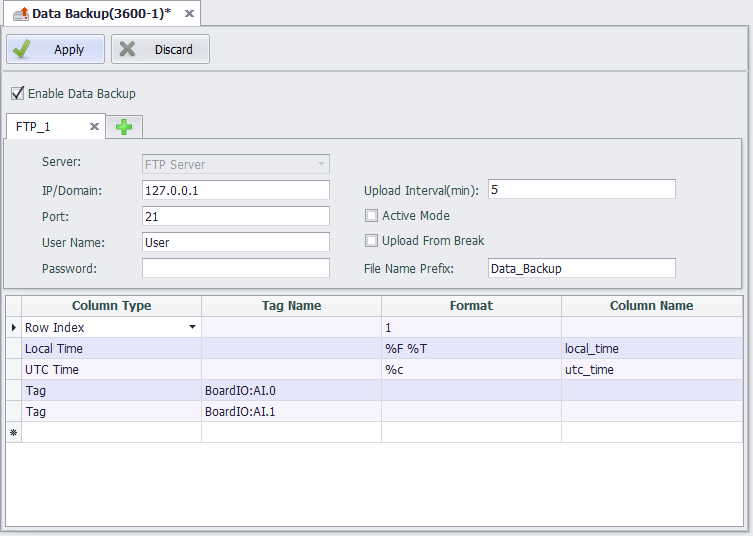 Data Backup(3600-1)*
Apply Discard
Enable Data Backup
FTP_1
Server: FTP Server
IP/Domain: 127.0.0.1 Upload Interval(min): 5
Port: 21 Active Mode
User Name: User Upload From Break
Password: File Name Prefix: Data_Backup
Column Type Tag Name Format Column Name
Row Index 1
Local Time %F %T local_time
UTC Time %c utc_time
Tag BoardIO:AI.0
Tag BoardIO:AI.1